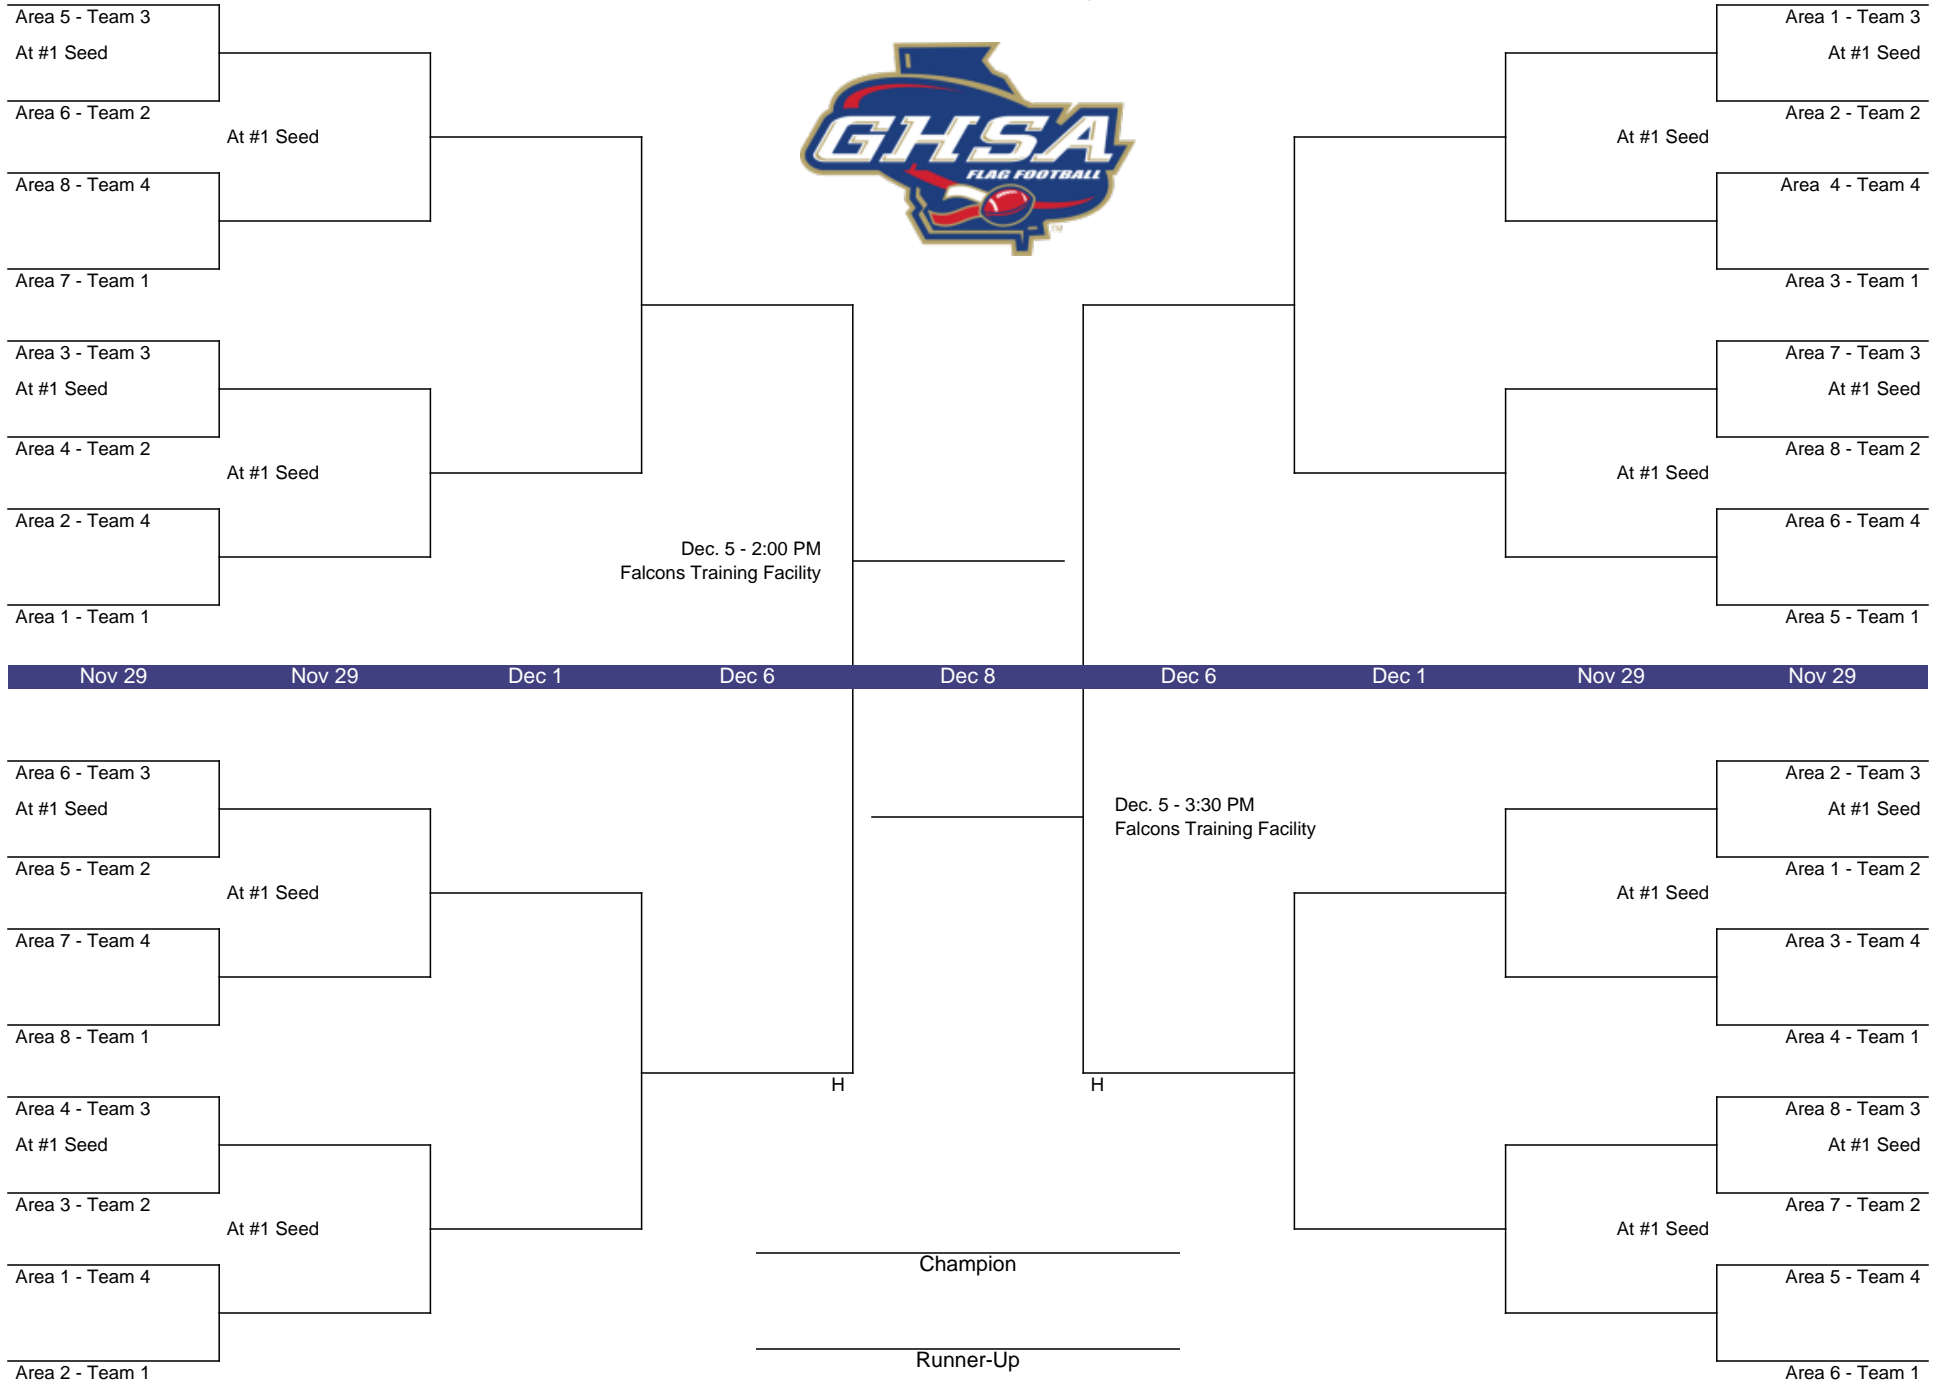 Area 5 - Team 3
At #1 Seed
Area 6 - Team 2
At #1 Seed
Area 8 - Team 4
Area 7 - Team 1
Area 3 - Team 3
At #1 Seed
Area 4 - Team 2
At #1 Seed
Area 2 - Team 4
Area 1 - Team 1
Dec. 5 - 2:00 PM
Falcons Training Facility
GHSA
FLAG FOOTBALL
TM
Area 1 - Team 3
At #1 Seed
Area 2 - Team 2
At #1 Seed
Area  4 - Team 4
Area 3 - Team 1
Area 7 - Team 3
At #1 Seed
Area 8 - Team 2
At #1 Seed
Area 6 - Team 4
Area 5 - Team 1
Nov 29 Nov 29 Dec 1 Dec 6 Dec 8 Dec 6 Dec 1 Nov 29 Nov 29
Area 6 - Team 3
At #1 Seed
Area 5 - Team 2
At #1 Seed
Area 7 - Team 4
Area 8 - Team 1
Area 4 - Team 3
At #1 Seed
Area 3 - Team 2
At #1 Seed
Area 1 - Team 4
Area 2 - Team 1
H
Dec. 5 - 3:30 PM
Falcons Training Facility
H
Area 2 - Team 3
At #1 Seed
Area 1 - Team 2
At #1 Seed
Area 3 - Team 4
Area 4 - Team 1
Area 8 - Team 3
At #1 Seed
Area 7 - Team 2
At #1 Seed
Area 5 - Team 4
Area 6 - Team 1
Champion
Runner-Up